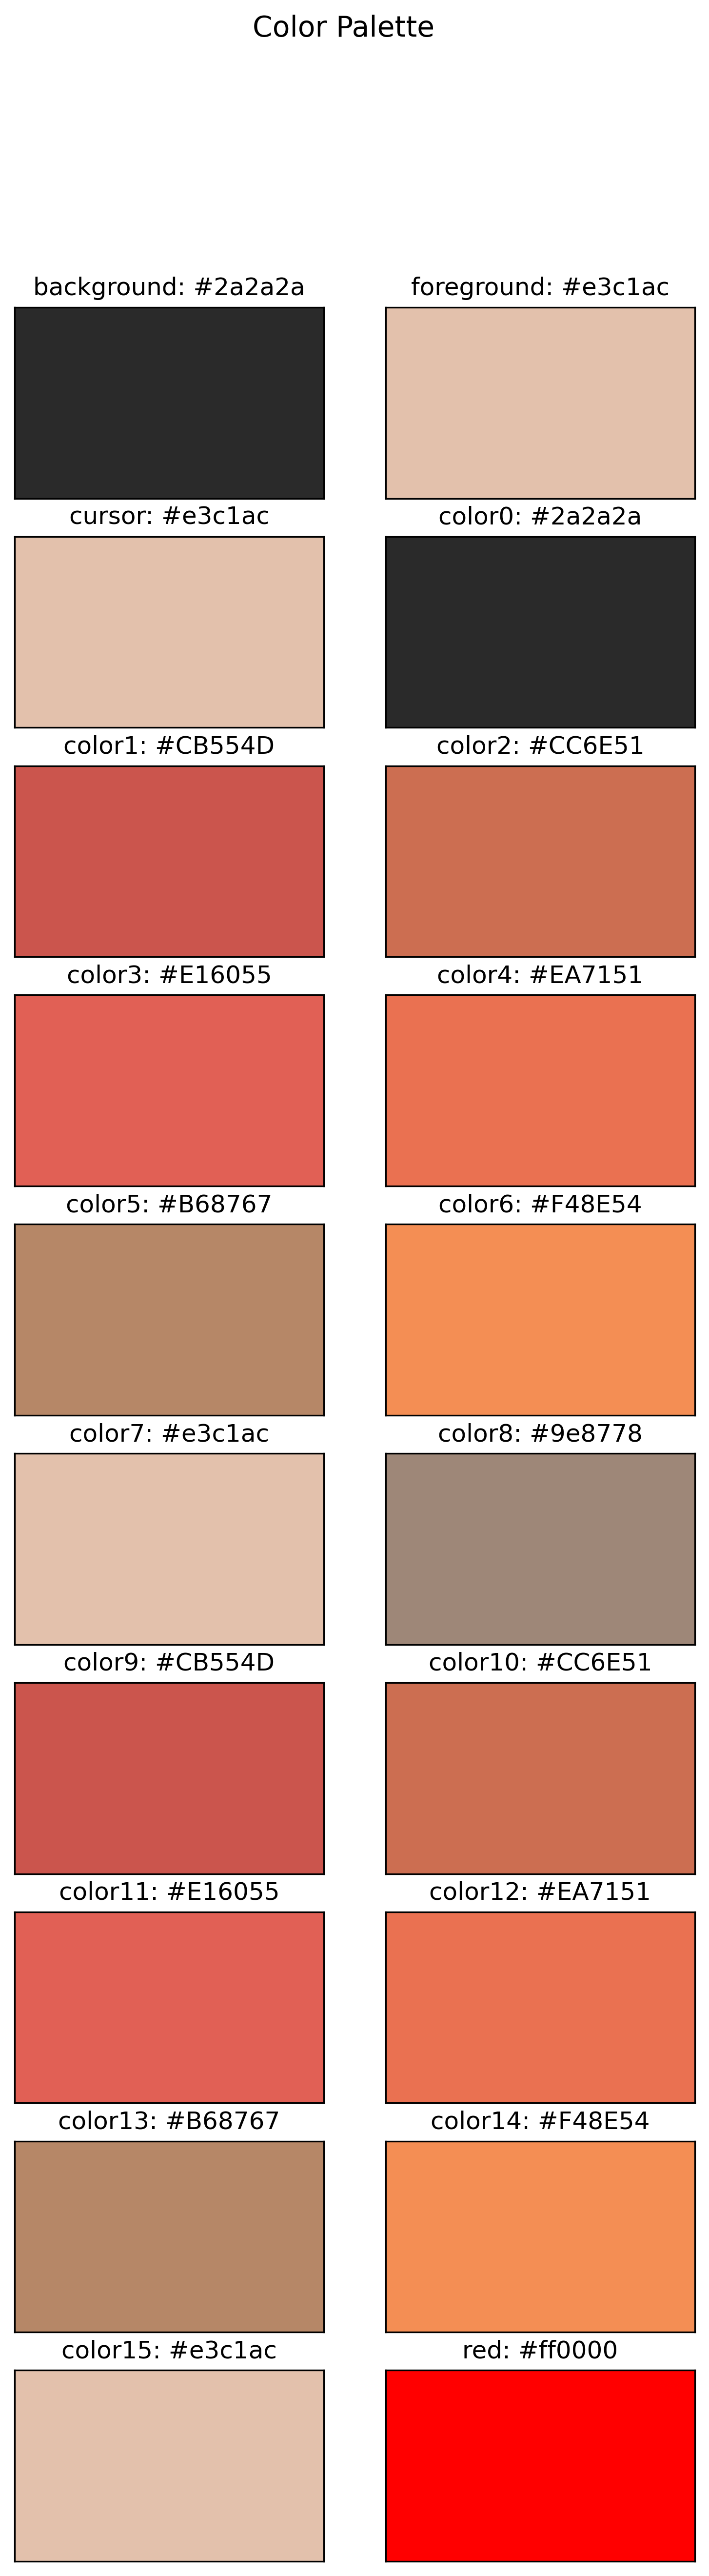 Color Palette
background: #2a2a2a
foreground: #e3c1ac
cursor: #e3c1ac
color0: #2a2a2a
color1: #CB554D
color2: #CC6E51
color3: #E16055
color4: #EA7151
color5: #B68767
color6: #F48E54
color7: #e3c1ac
color8: #9e8778
color9: #CB554D
color10: #CC6E51
color11: #E16055
color12: #EA7151
color13: #B68767
color14: #F48E54
color15: #e3c1ac
red: #ff0000